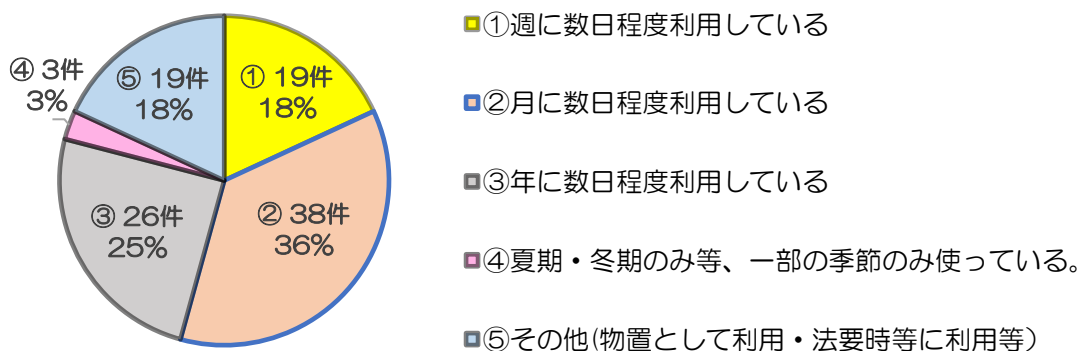 ④ 3件
3%
⑤ 19件
18%
① 19件
18%
③ 26件
25%
② 38件
36%
①週に数日程度利用している
②月に数日程度利用している
③年に数日程度利用している
④夏期・冬期のみ等、一部の季節のみ使っている。
⑤その他(物置として利用・法要時等に利用等）